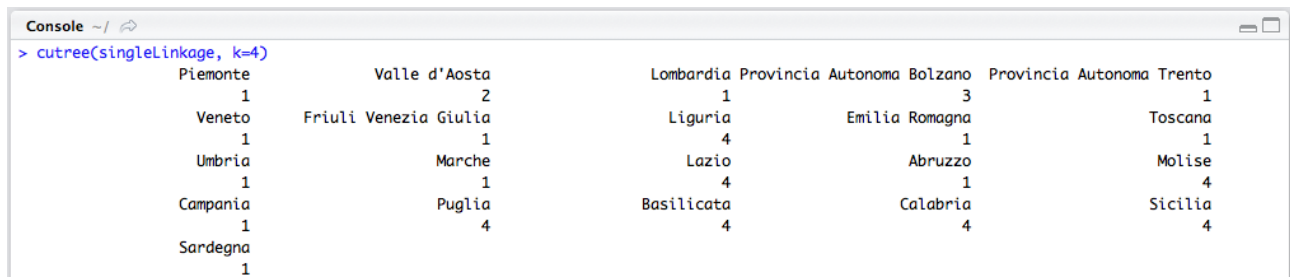 Console ~/
> cutree(singleLinkage, k=4)
Piemonte Valle d'Aosta Lombardia Provincia Autonoma Bolzano Provincia Autonoma Trento
1 2 1 3 1
Veneto Friuli Venezia Giulia Liguria Emilia Romagna Toscana
1 1 4 1 1
Umbria Marche Lazio Abruzzo Molise
1 1 4 1 4
Campania Puglia Basilicata Calabria Sicilia
1 4 4 4 4
Sardegna
1